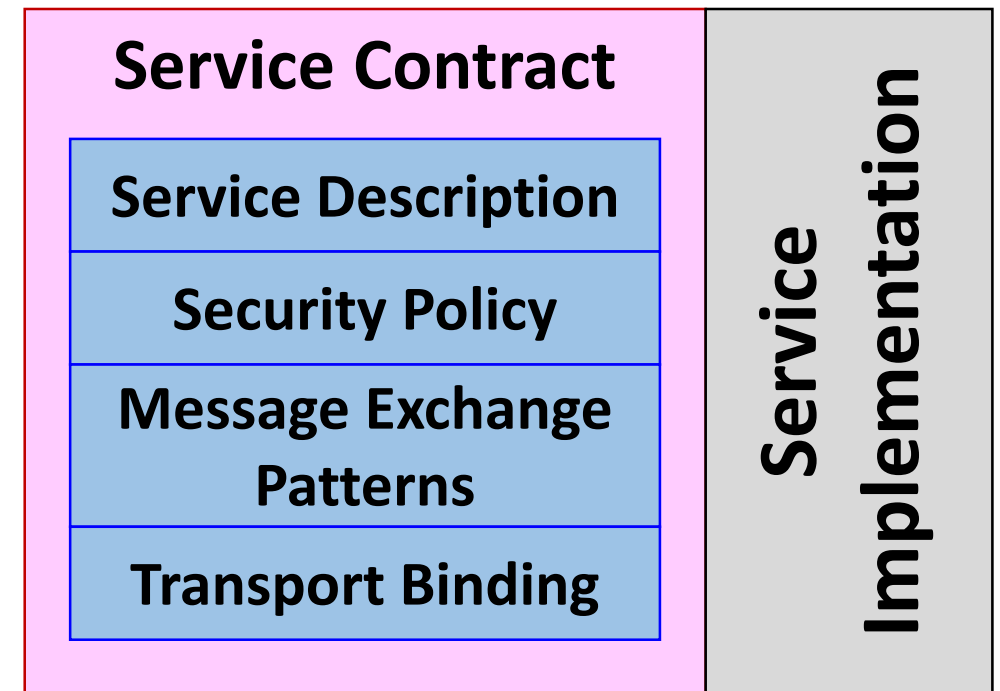 Service Contract
Service Description
Security Policy
Message Exchange
Patterns
Transport Binding
Service
Implementation